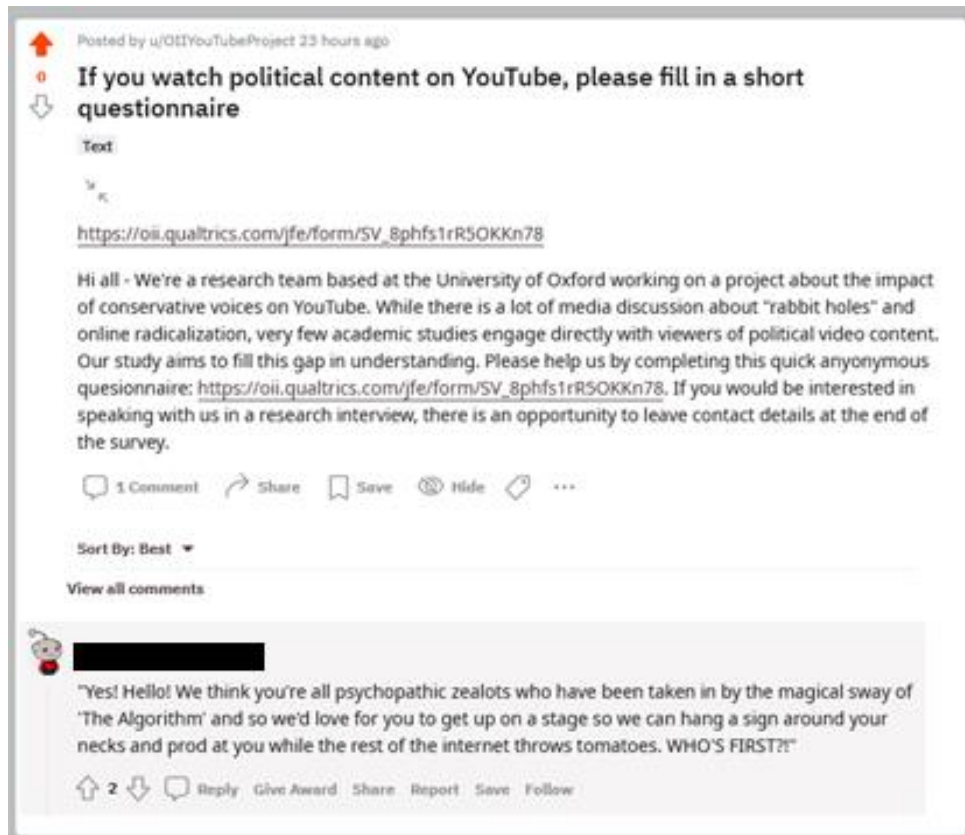 Posted by u/OIIYouTubeProject 23 hours ago
0
If you watch political content on YouTube, please fill in a short
questionnaire
Text
https://oii.qualtrics.com/jfe/form/SV_8phfs1rR5OKKn78
Hi all - We're a research team based at the University of Oxford working on a project about the impact
of conservative voices on YouTube. While there is a lot of media discussion about "rabbit holes" and
online radicalization, very few academic studies engage directly with viewers of political video content.
Our study aims to fill this gap in understanding. Please help us by completing this quick anyonymous
quesionnaire: https://oii.qualtrics.com/jfe/form/SV_8phfs1rR5OKKn78. If you would be interested in
speaking with us in a research interview, there is an opportunity to leave contact details at the end of
the survey.
1 Comment Share Save Hide ...
Sort By: Best
View all comments
"Yes! Hello! We think you're all psychopathic zealots who have been taken in by the magical sway of
'The Algorithm' and so we'd love for you to get up on a stage so we can hang a sign around your
necks and prod at you while the rest of the internet throws tomatoes. WHO'S FIRST?!"
2 Reply Give Award Share Report Save Follow